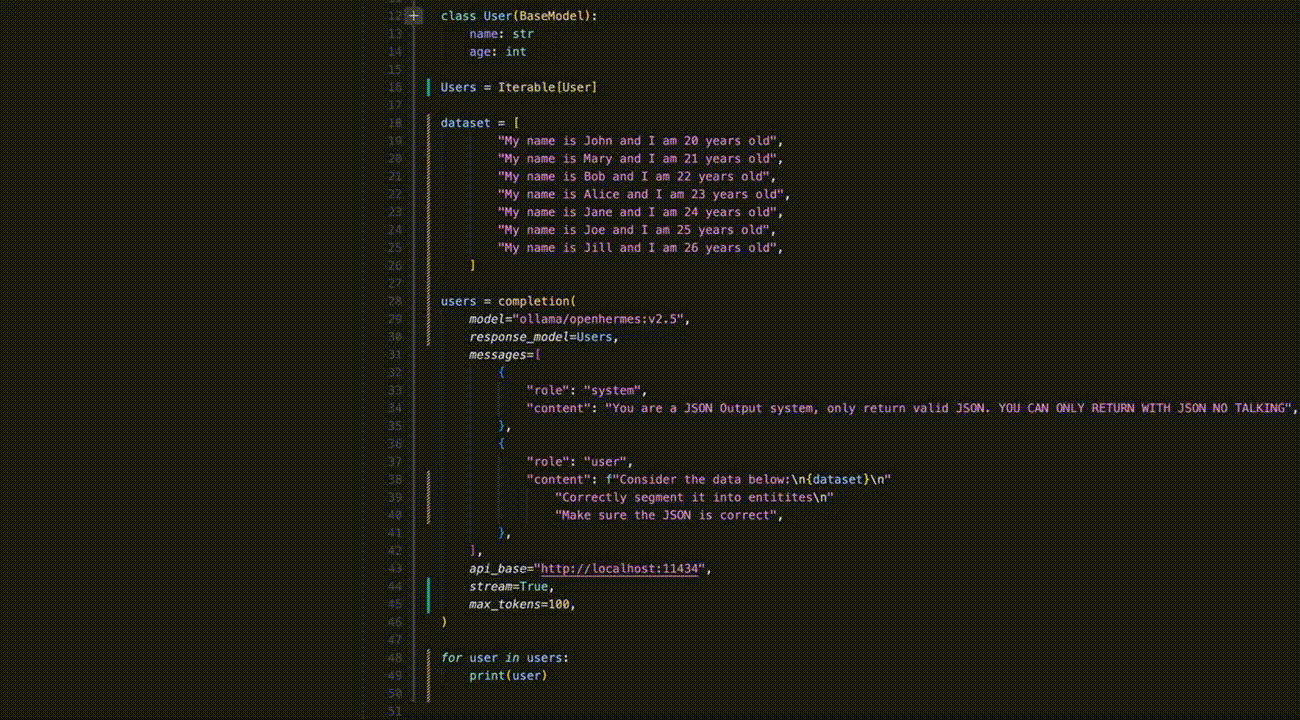 12 + class User(BaseModel):
13 name: str
14 age: int
15
16 Users = Iterable[User]
17
18 dataset = [
19 "My name is John and I am 20 years old",
20 "My name is Mary and I am 21 years old",
21 "My name is Bob and I am 22 years old",
22 "My name is Alice and I am 23 years old",
23 "My name is Jane and I am 24 years old",
24 "My name is Joe and I am 25 years old",
25 "My name is Jill and I am 26 years old",
26 ]
27
28 users = completion(
29 model="ollama/openhermes:v2.5",
30 response_model=Users,
31 messages=[
32 {
33 "role": "system",
34 "content": "You are a JSON Output system, only return valid JSON. YOU CAN ONLY RETURN WITH JSON NO TALKING",
35 },
36 {
37 "role": "user",
38 "content": f"Consider the data below:\n{dataset}\n"
39 "Correctly segment it into entitites\n"
40 "Make sure the JSON is correct",
41 },
42 ],
43 api_base="http://localhost:11434",
44 stream=True,
45 max_tokens=100,
46 )
47
48 for user in users:
49 print(user)
50
51